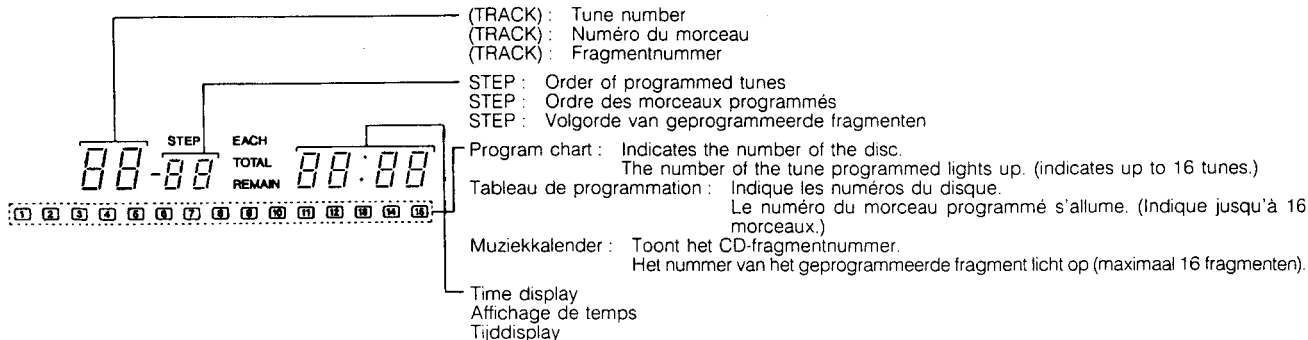 (TRACK) : Tune number
(TRACK) : Numéro du morceau
(TRACK) : Fragmentnummer
STEP : Order of programmed tunes
STEP : Ordre des morceaux programmés
STEP : Volgorde van geprogrammeerde fragmenten
STEP EACH
TOTAL
REMAIN
88-88 88:88
1 2 3 4 5 6 7 8 9 10 11 12 13 14 15
Program chart : Indicates the number of the disc.
The number of the tune programmed lights up. (indicates up to 16 tunes.)
Tableau de programmation : Indique les numéros du disque.
Le numéro du morceau programmé s'allume. (Indique jusqu'à 16
morceaux.)
Muziekkalender : Toont het CD-fragmentnummer.
Het nummer van het geprogrammeerde fragment licht op (maximaal 16 fragmenten).
Time display
Affichage de temps
Tijddisplay